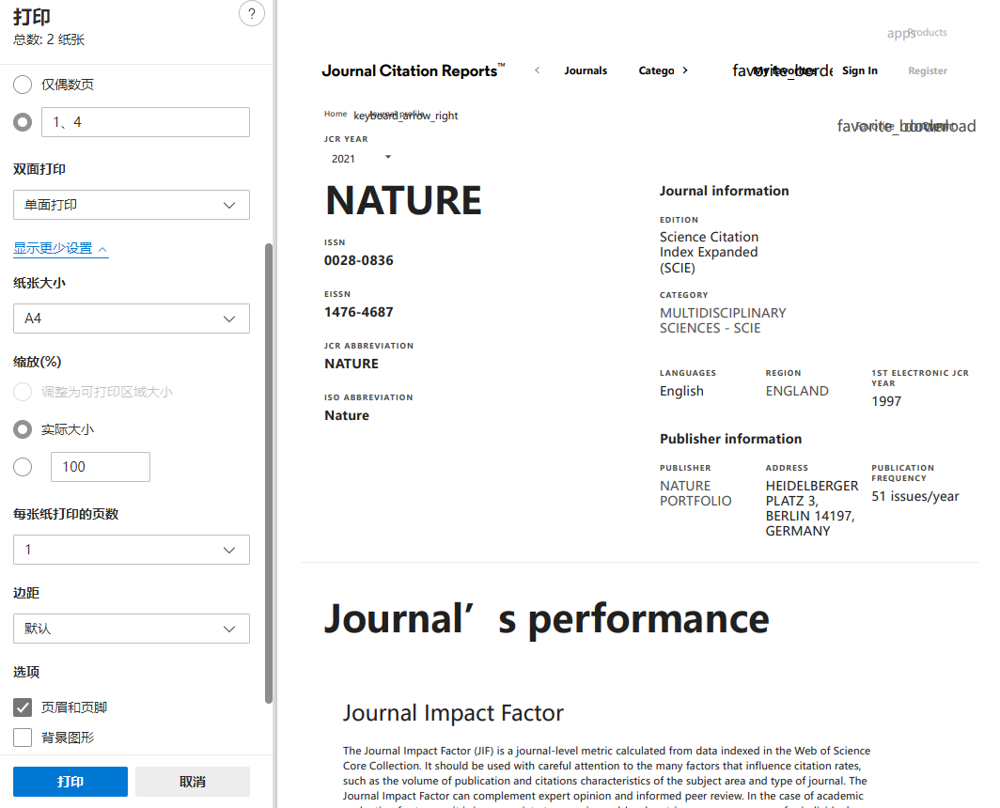 打印
?
总数: 2 纸张
仅偶数页
1、4
双面打印
单面打印
显示更少设置
纸张大小
A4
缩放(%)
调整为可打印区域大小
实际大小
100
每张纸打印的页数
1
边距
默认
选项
页眉和页脚
背景图形
打印
取消
apps
Products
Journal Citation Reports™
Journals
Catego
favorite_borde
My favorites
Sign In
Register
Home
keyboard_arrow_right
Journal profile
favorite_border
Favorite
download
JCR YEAR
2021
NATURE
ISSN
0028-0836
EISSN
1476-4687
JCR ABBREVIATION
NATURE
ISO ABBREVIATION
Nature
Journal information
EDITION
Science Citation
Index Expanded
(SCIE)
CATEGORY
MULTIDISCIPLINARY
SCIENCES - SCIE
LANGUAGES
English
REGION
ENGLAND
1ST ELECTRONIC JCR
YEAR
1997
Publisher information
PUBLISHER
NATURE
PORTFOLIO
ADDRESS
HEIDELBERGER
PLATZ 3,
BERLIN 14197,
GERMANY
PUBLICATION
FREQUENCY
51 issues/year
Journal’s performance
Journal Impact Factor
The Journal Impact Factor (JIF) is a journal-level metric calculated from data indexed in the Web of Science
Core Collection. It should be used with careful attention to the many factors that influence citation rates,
such as the volume of publication and citations characteristics of the subject area and type of journal. The
Journal Impact Factor can complement expert opinion and informed peer review. In the case of academic